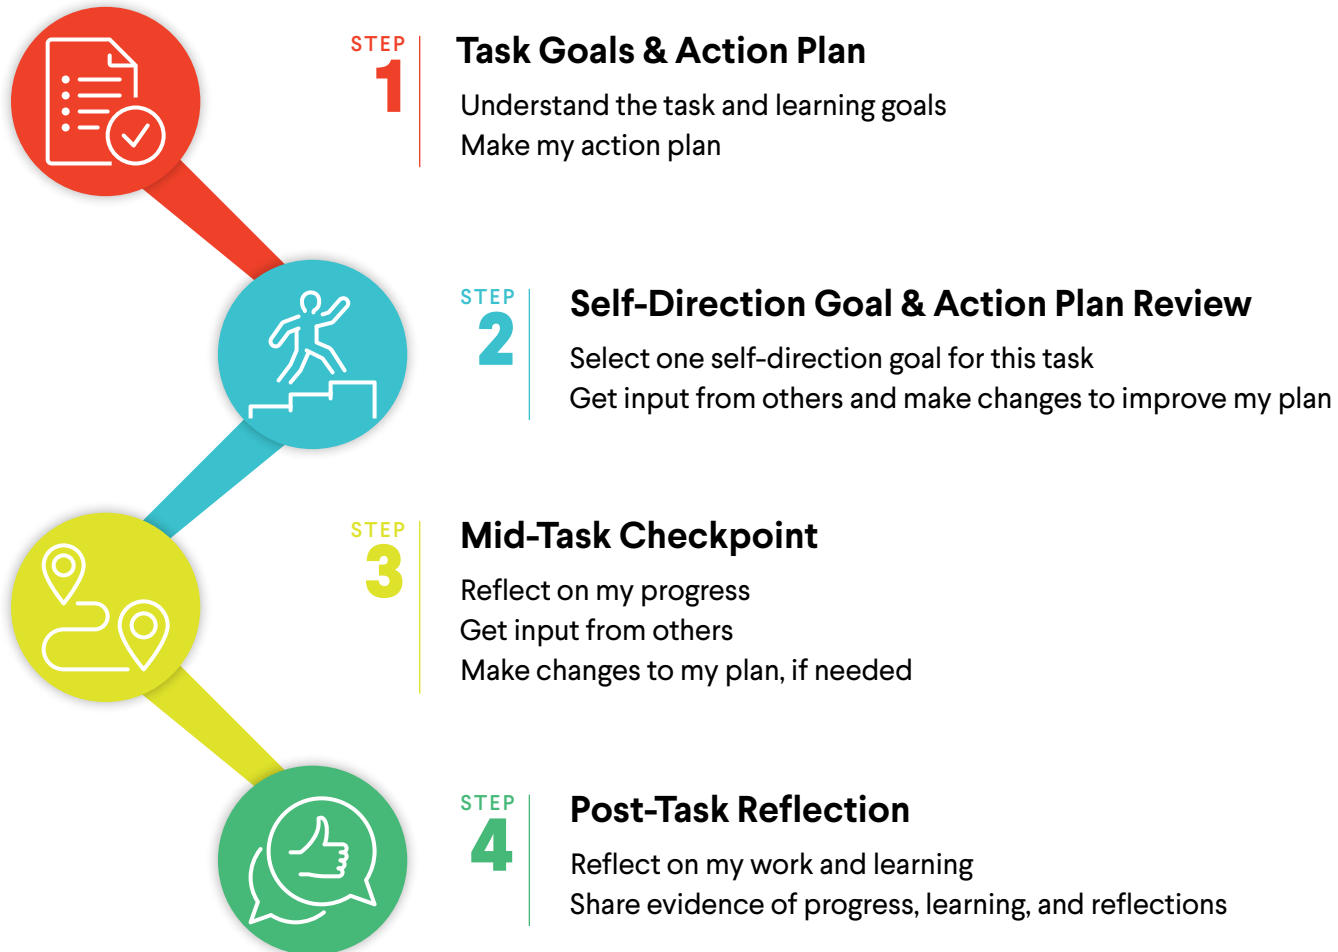 STEP
1
Task Goals & Action Plan
Understand the task and learning goals
Make my action plan
STEP
2
Self-Direction Goal & Action Plan Review
Select one self-direction goal for this task
Get input from others and make changes to improve my plan
STEP
3
Mid-Task Checkpoint
Reflect on my progress
Get input from others
Make changes to my plan, if needed
STEP
4
Post-Task Reflection
Reflect on my work and learning
Share evidence of progress, learning, and reflections